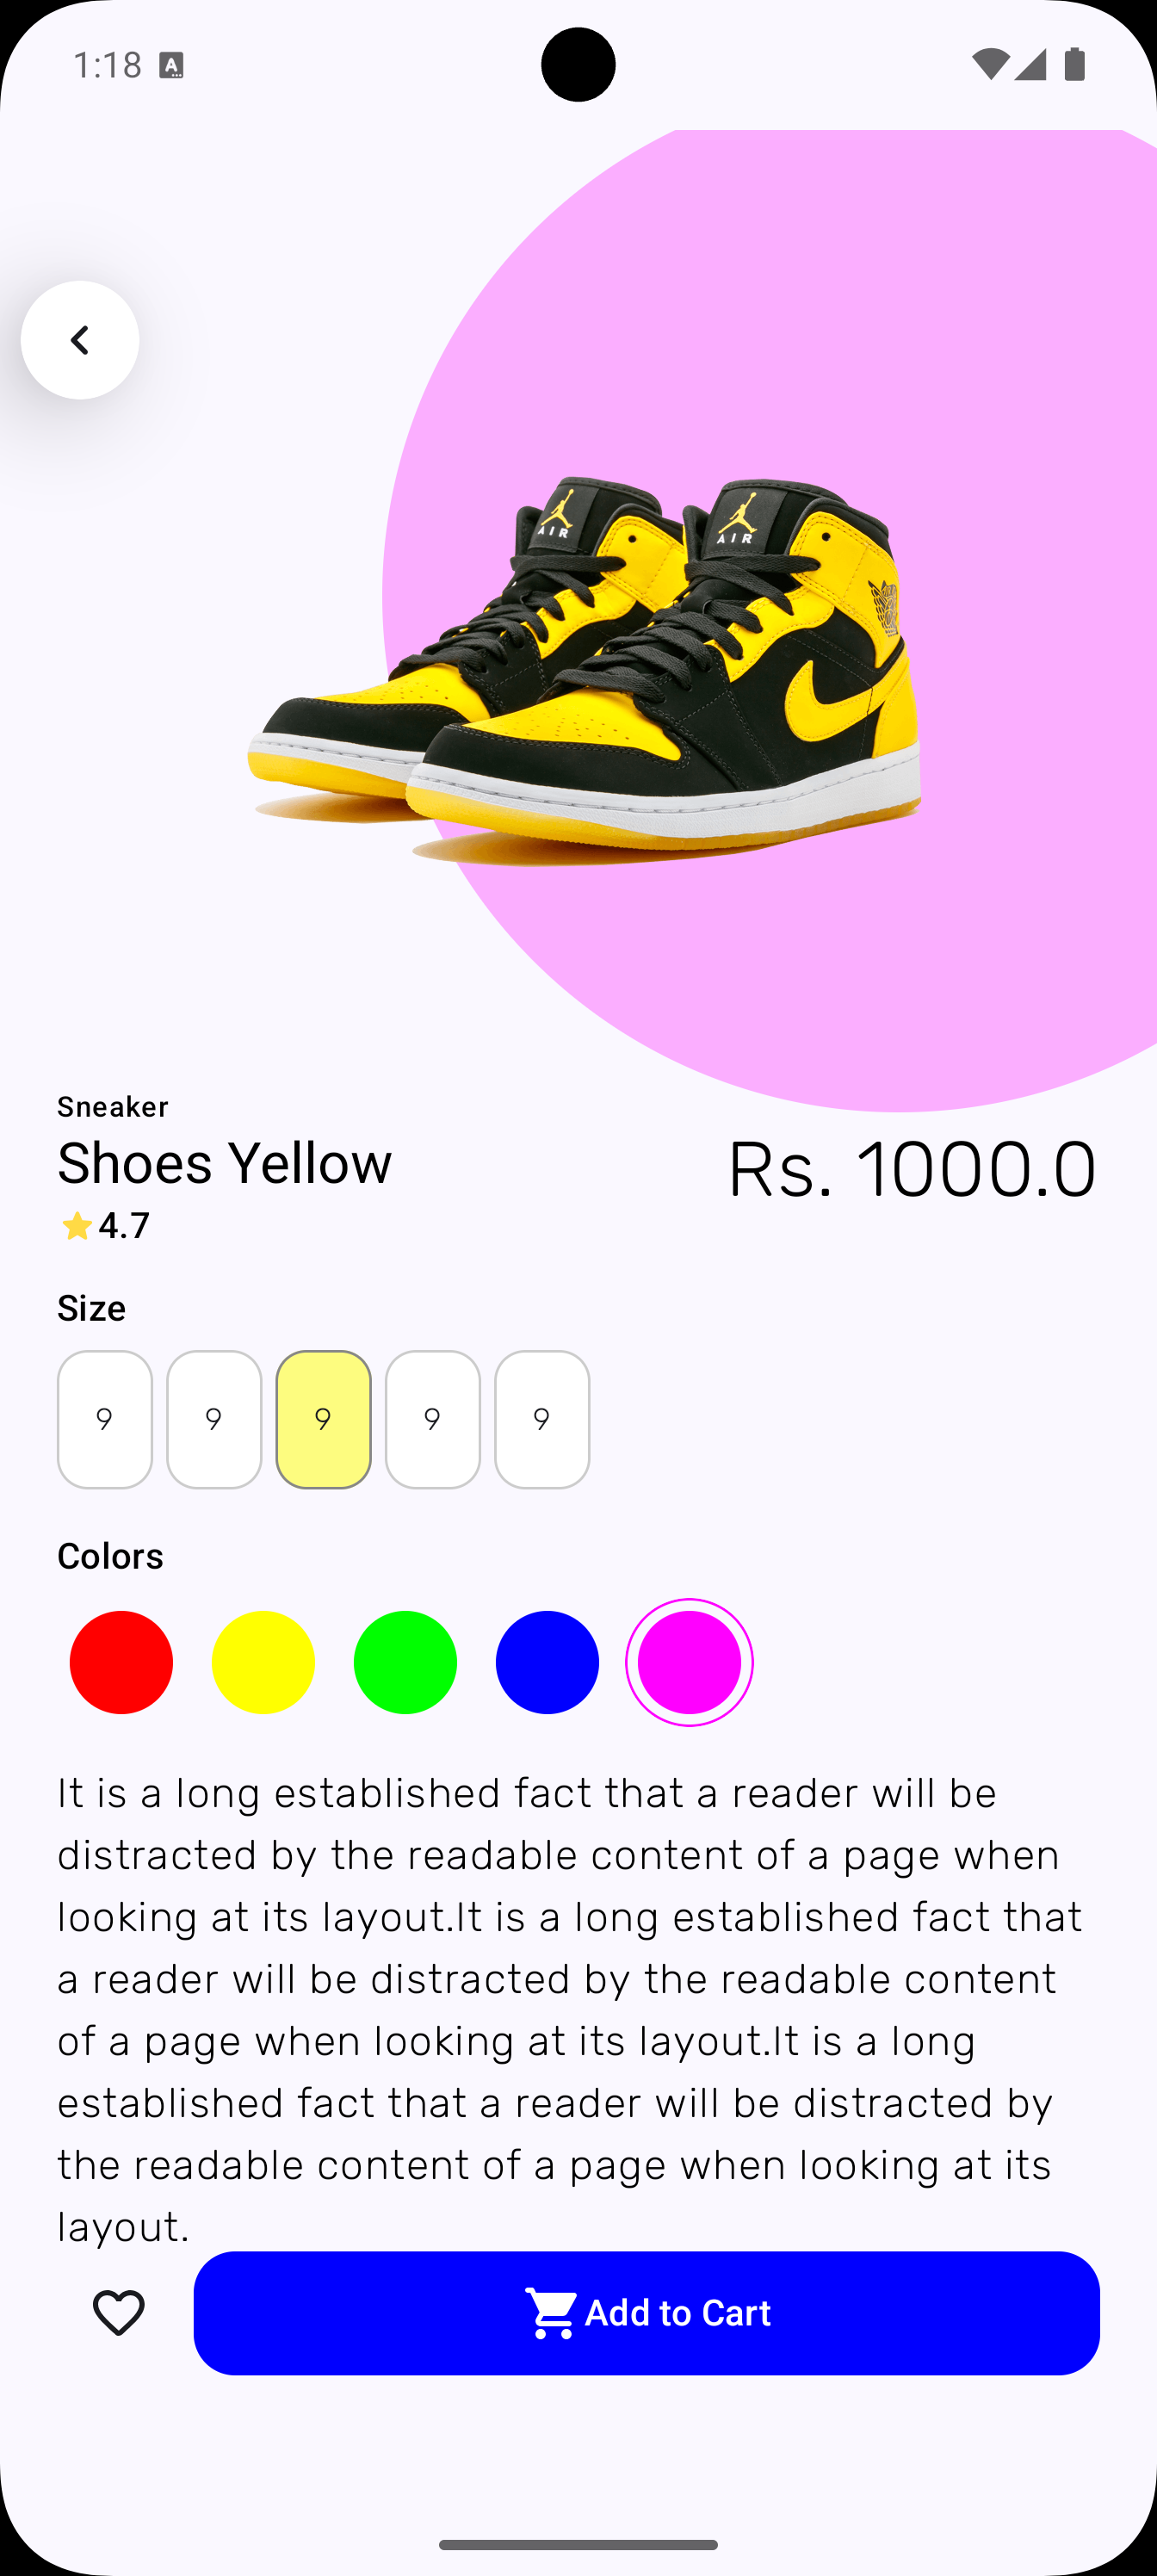 1:18
A
AIR
AIR
Sneaker
Shoes Yellow
Rs. 1000.0
4.7
Size
9 9 9 9 9
Colors
It is a long established fact that a reader will be
distracted by the readable content of a page when
looking at its layout.It is a long established fact that
a reader will be distracted by the readable content
of a page when looking at its layout.It is a long
established fact that a reader will be distracted by
the readable content of a page when looking at its
layout.
Add to Cart